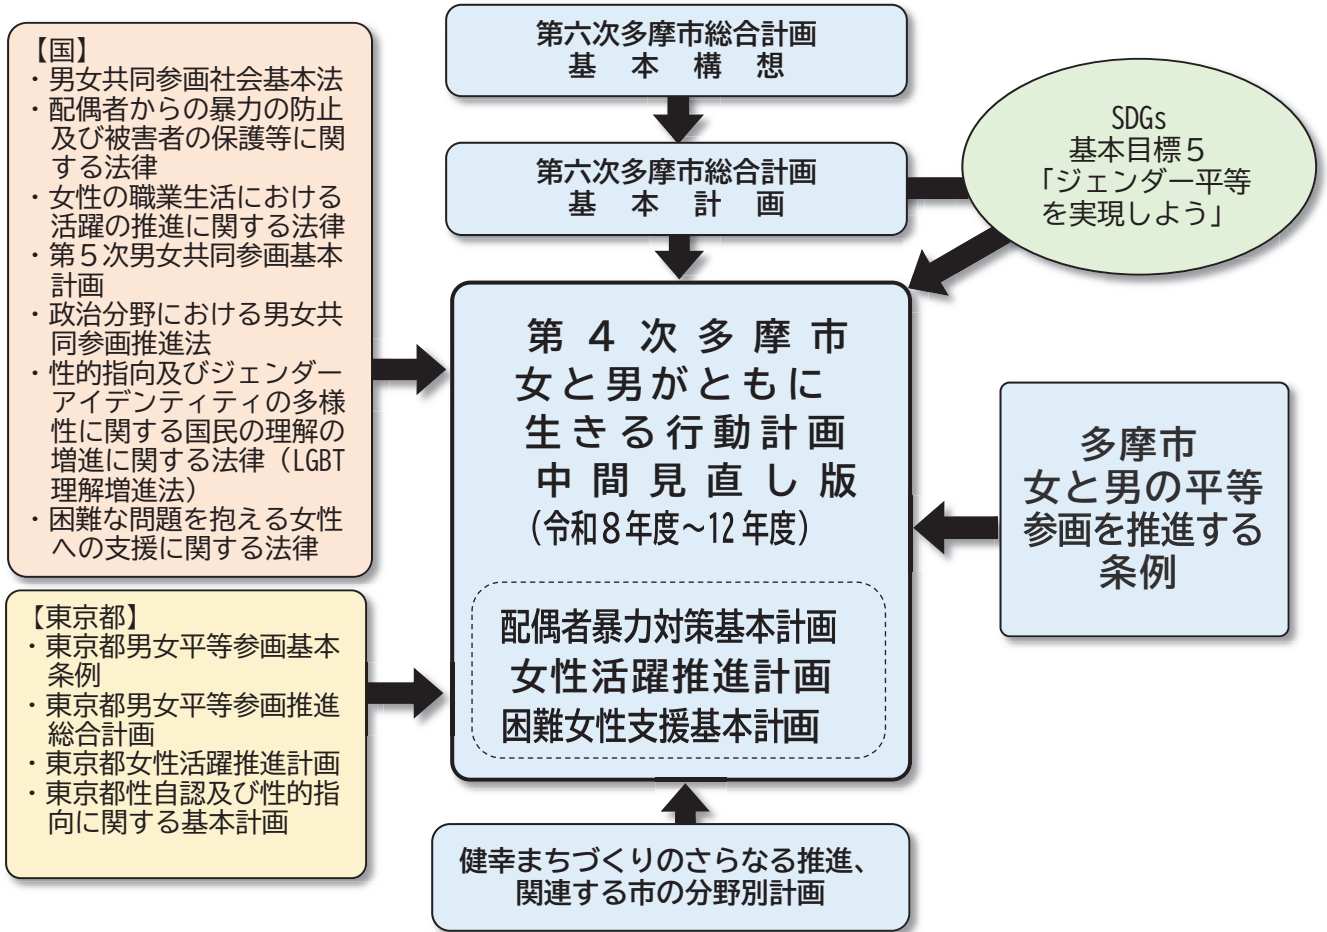 【国】
・男女共同参画社会基本法
・配偶者からの暴力の防止
及び被害者の保護等に関
する法律
・女性の職業生活における
活躍の推進に関する法律
・第５次男女共同参画基本
計画
・政治分野における男女共
同参画推進法
・性的指向及びジェンダー
アイデンティティの多様
性に関する国民の理解の
増進に関する法律（LGBT
理解増進法）
・困難な問題を抱える女性
への支援に関する法律
【東京都】
・東京都男女平等参画基本
条例
・東京都男女平等参画推進
総合計画
・東京都女性活躍推進計画
・東京都性自認及び性的指
向に関する基本計画
第六次多摩市総合計画
基　本　構　想
第六次多摩市総合計画
基　本　計　画
SDGs
基本目標５
「ジェンダー平等
を実現しよう」
第４次多摩市
女と男がともに
生きる行動計画
中間見直し版
（令和８年度～12年度）
配偶者暴力対策基本計画
女性活躍推進計画
困難女性支援基本計画
多摩市
女と男の平等
参画を推進する
条例
健幸まちづくりのさらなる推進、
関連する市の分野別計画